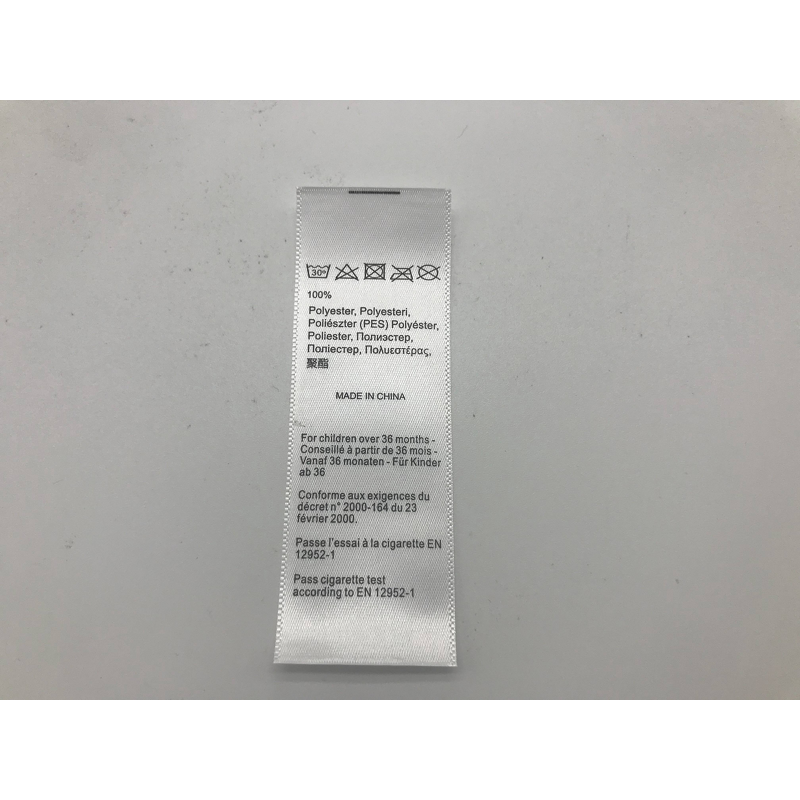 30°
100%
Polyester, Polyesteri,
Poliészter (PES) Polyéster,
Poliester, Полиэстер,
Поліестер, Πολυεστέρας,
聚酯
MADE IN CHINA
For children over 36 months -
Conseillé à partir de 36 mois -
Vanaf 36 monaten - Für Kinder
ab 36
Conforme aux exigences du
décret n° 2000-164 du 23
février 2000.
Passe l'essai à la cigarette EN
12952-1
Pass cigarette test
according to EN 12952-1